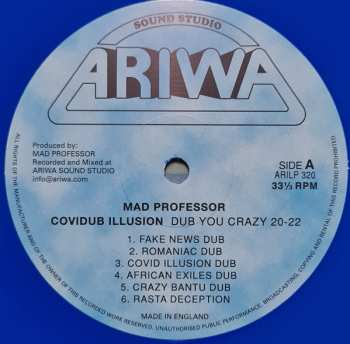 SOUND STUDIO
ARIWA
Produced by:
MAD PROFESSOR
Recorded and Mixed at
ARIWA SOUND STUDIO
info@ariwa.com
SIDE A
ARILP 320
33⅓ RPM
MAD PROFESSOR
COVIDUB ILLUSION DUB YOU CRAZY 20-22
1. FAKE NEWS DUB
2. ROMANIAC DUB
3. COVID ILLUSION DUB
4. AFRICAN EXILES DUB
5. CRAZY BANTU DUB
6. RASTA DECEPTION
MADE IN ENGLAND
ALL RIGHTS OF THE MANUFACTURER AND OF THE OWNER OF THIS RECORDED WORK RESERVED. UNAUTHORISED PUBLIC PERFORMANCE, BROADCASTING, COPYING AND RENTAL OF THIS RECORD PROHIBITED.